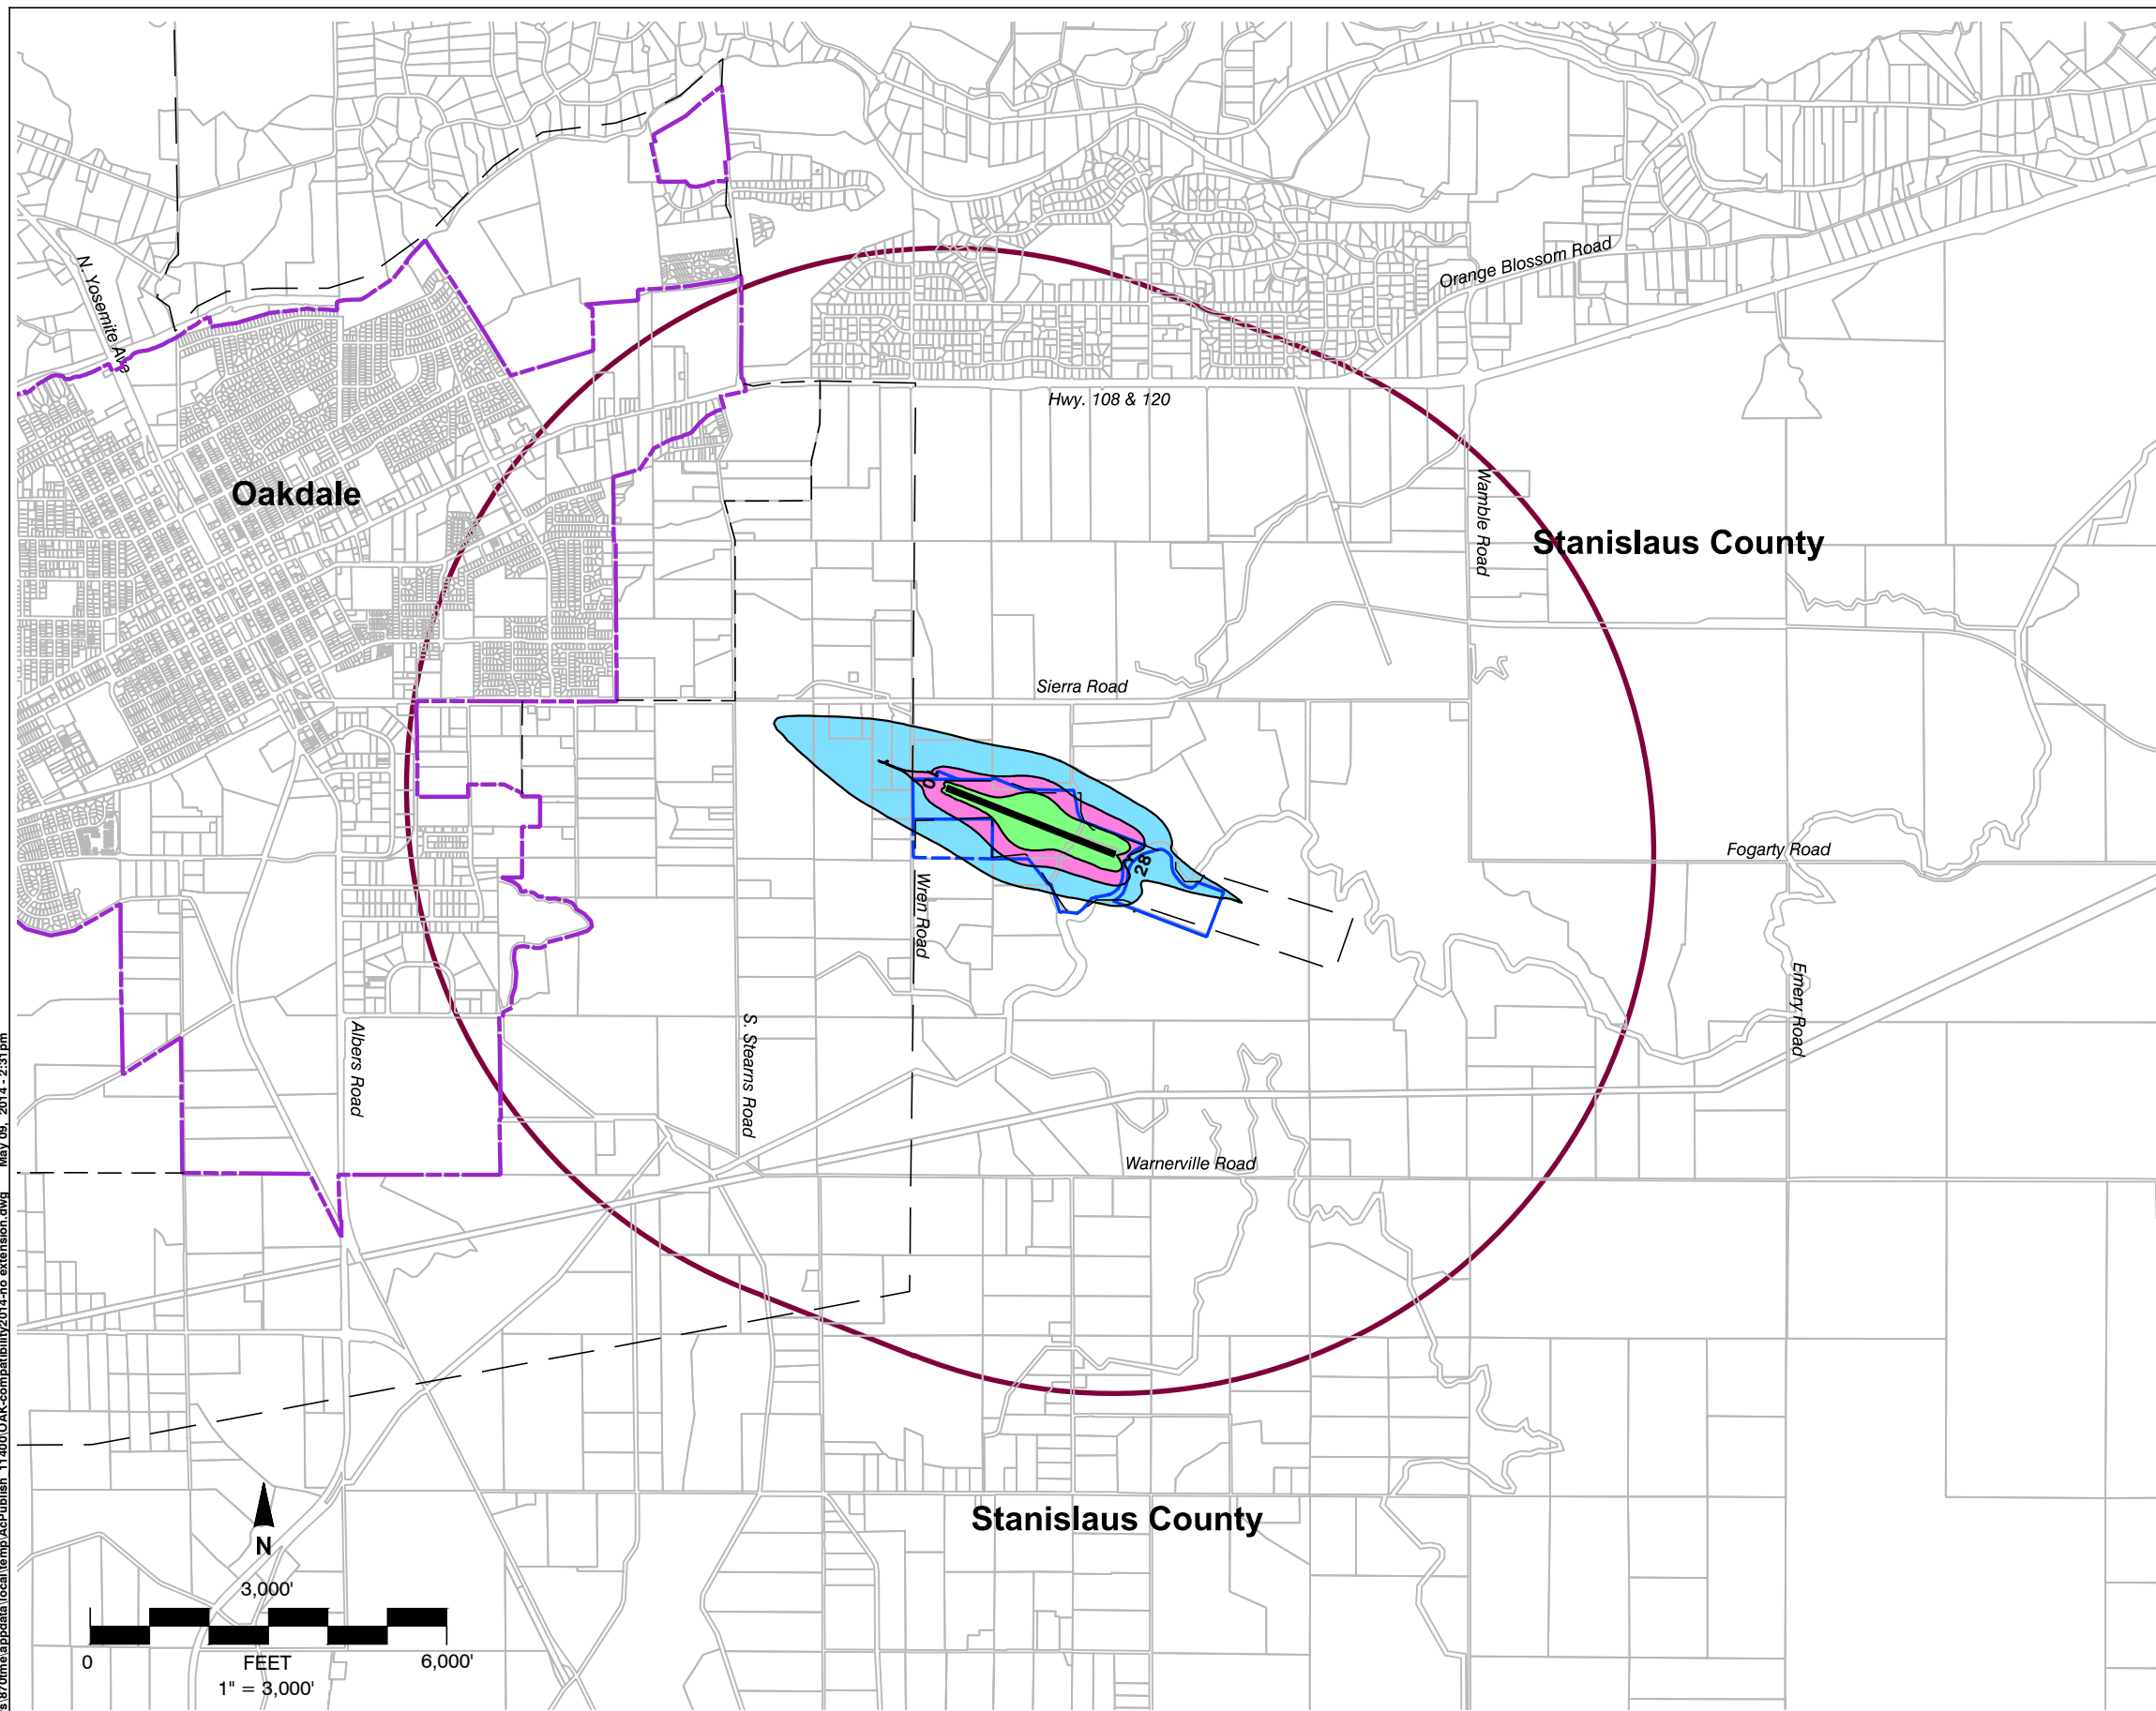 N. Yosemite Ave
Orange Blossom Road
Hwy. 108 & 120
Oakdale
Wamble Road
Stanislaus County
Sierra Road
10
28
Fogarty Road
Wren Road
Emery Road
S. Stearns Road
Albers Road
Warnerville Road
Stanislaus County
N
3,000'
0
FEET
6,000'
1" = 3,000'
May 09, 2014 - 2:31pm